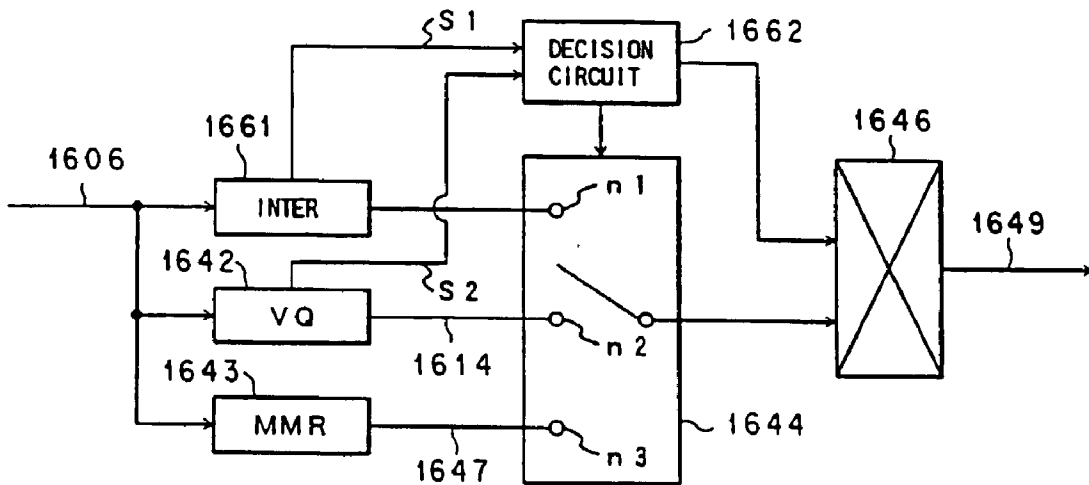 S1
DECISION
CIRCUIT
1662
1661
1606
INTER
n1
1646
1649
1642
S2
VQ
1614
n2
1643
MMR
1647
n3
1644